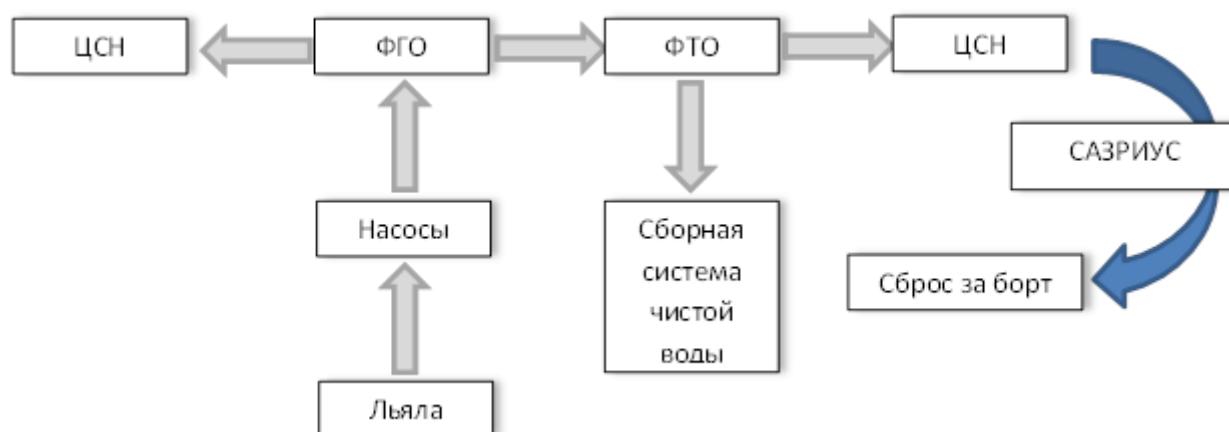 ЦСН
ФГО
ФТО
ЦСН
САЗРИУС
Насосы
Сборная
система
чистой
воды
Сброс за борт
Льяла